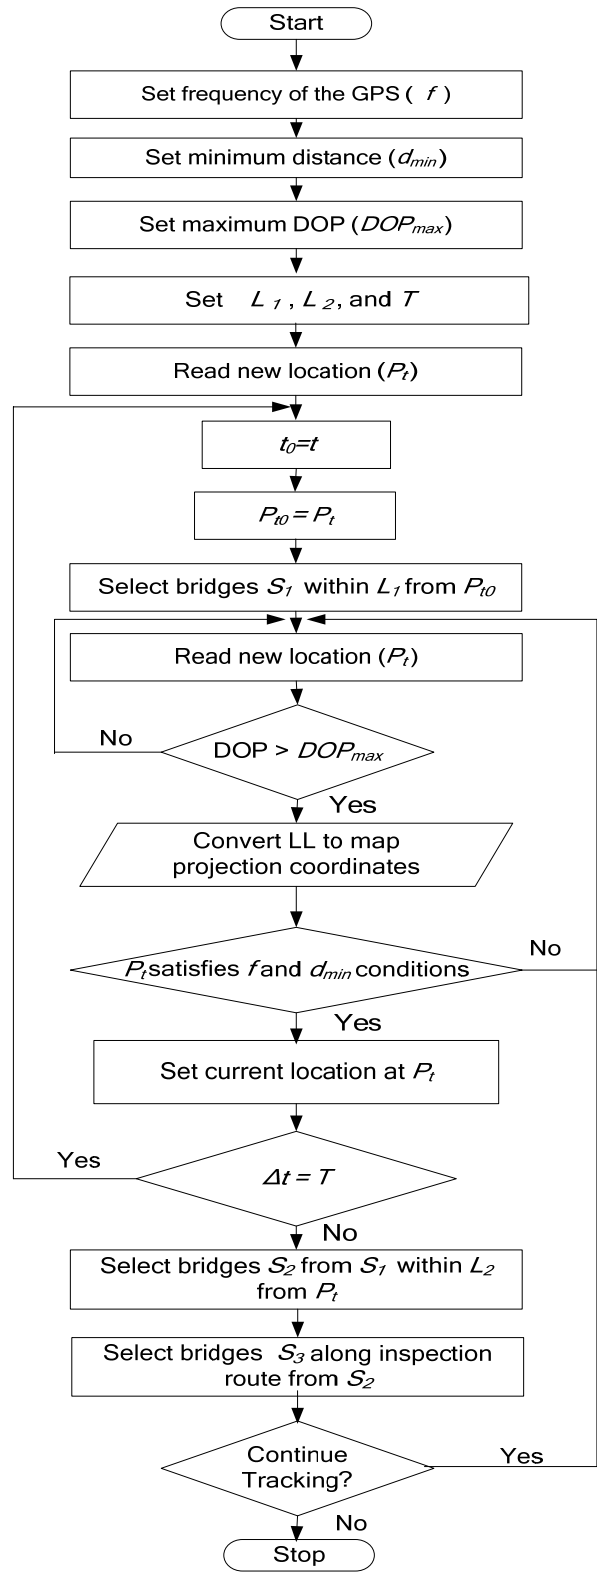 Start
Set frequency of the GPS ( f )
Set minimum distance (dmin)
Set maximum DOP (DOPmax)
Set L1 , L2, and T
Read new location (Pt)
t0=t
Pt0 = Pt
Select bridges S1 within L1 from Pt0
Read new location (Pt)
No
DOP > DOPmax
Yes
Convert LL to map
projection coordinates
No
Pt satisfies f and dmin conditions
Yes
Set current location at Pt
Yes
Δt = T
No
Select bridges S2 from S1 within L2
from Pt
Select bridges S3 along inspection
route from S2
Continue
Tracking?
Yes
No
Stop